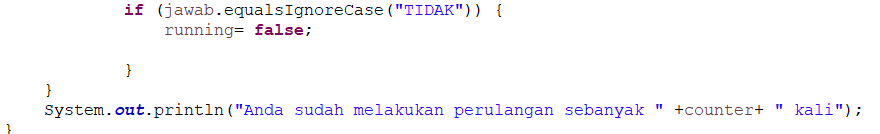 if (jawab.equalsIgnoreCase("TIDAK")) {
running= false;
}
}
System.out.println("Anda sudah melakukan perulangan sebanyak " +counter+ " kali");
}